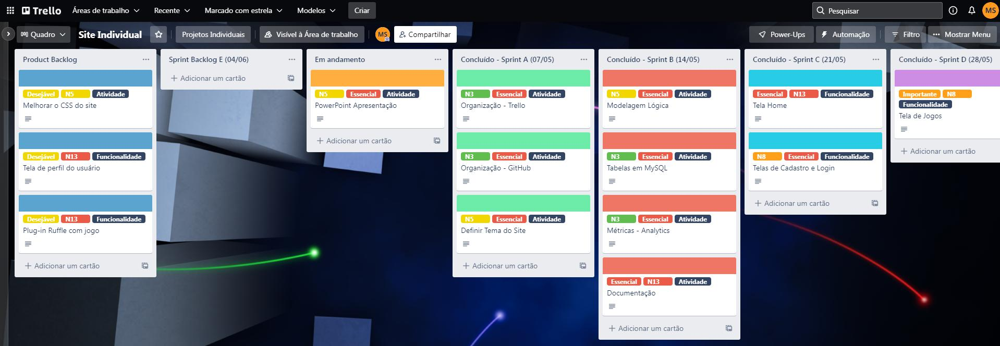 Trello Áreas de trabalho Recente Marcado com estrela Modelos Criar Pesquisar MS
Quadro Site Individual Projetos Individuais Visível à Área de trabalho MS Compartilhar Power-Ups Automação Filtro Mostrar Menu
Product Backlog
Desejável N5 Atividade
Melhorar o CSS do site
Desejável N13 Funcionalidade
Tela de perfil do usuário
Desejável N13 Funcionalidade
Plug-in Ruffle com jogo
+ Adicionar um cartão
Sprint Backlog E (04/06)
+ Adicionar um cartão
Em andamento
N5 Essencial Atividade
PowerPoint Apresentação
+ Adicionar um cartão
Concluído - Sprint A (07/05)
N3 Essencial Atividade
Organização - Trello
N3 Essencial Atividade
Organização - GitHub
N5 Essencial Atividade
Definir Tema do Site
+ Adicionar um cartão
Concluído - Sprint B (14/05)
N5 Essencial Atividade
Modelagem Lógica
N3 Essencial Atividade
Tabelas em MySQL
N3 Essencial Atividade
Métricas - Analytics
Essencial N13 Atividade
Documentação
+ Adicionar um cartão
Concluído - Sprint C (21/05)
Essencial N13 Funcionalidade
Tela Home
N8 Essencial Funcionalidade
Telas de Cadastro e Login
+ Adicionar um cartão
Concluído - Sprint D (28/05)
Importante N8
Funcionalidade
Tela de Jogos
+ Adicionar um cartão